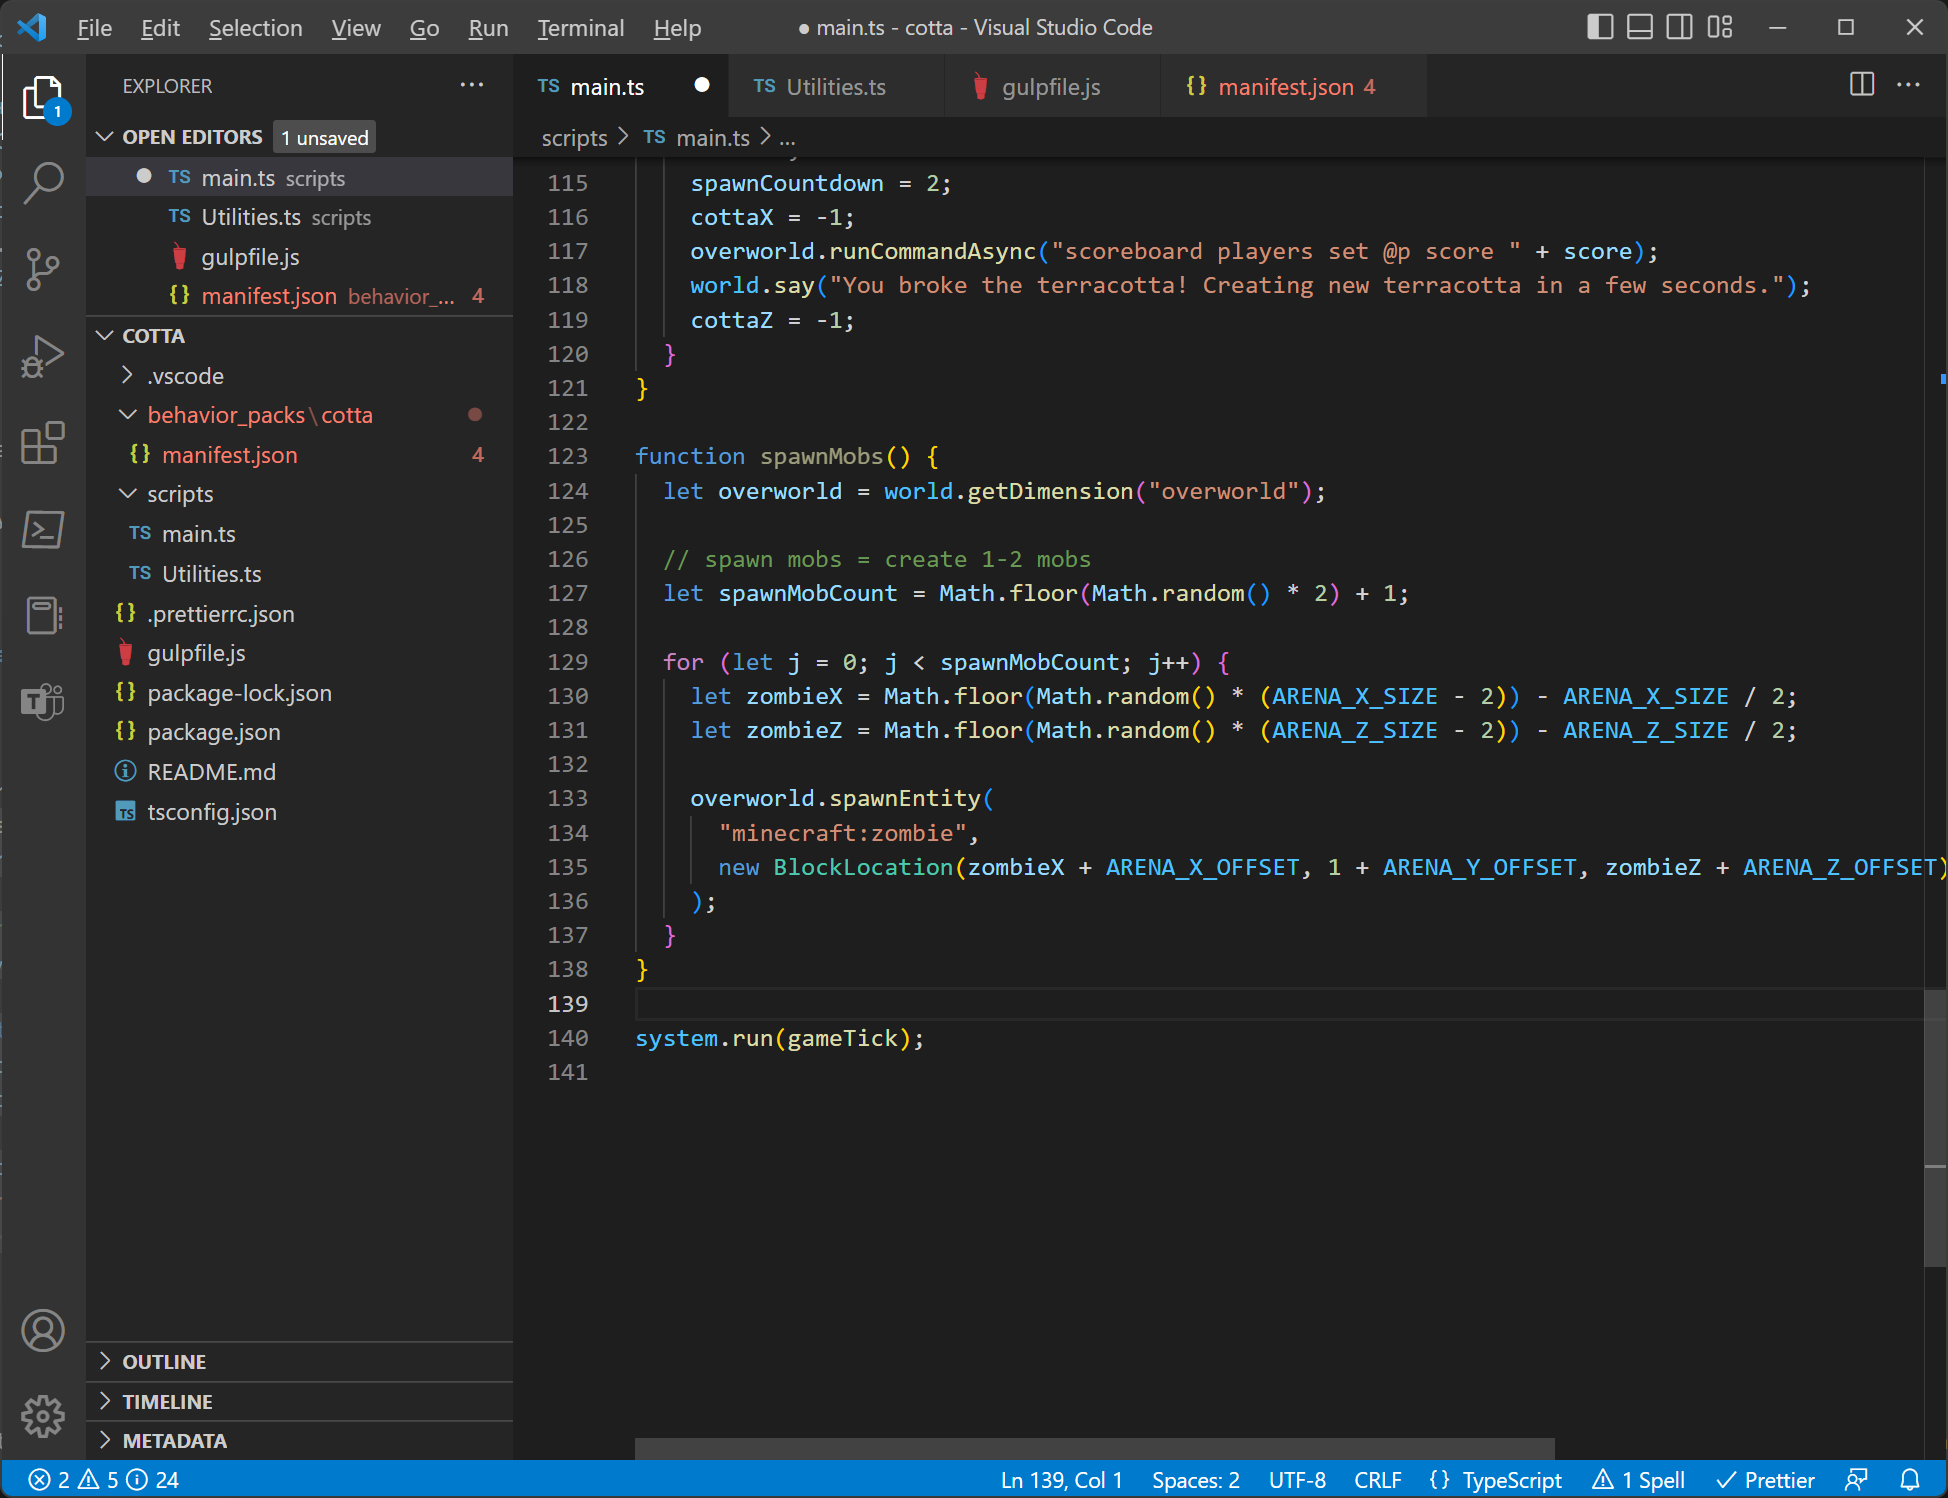 File Edit Selection View Go Run Terminal Help
● main.ts - cotta - Visual Studio Code
1
EXPLORER
OPEN EDITORS 1 unsaved
TS main.ts scripts
TS Utilities.ts scripts
gulpfile.js
{} manifest.json behavior_... 4
COTTA
.vscode
behavior_packs\cotta
{} manifest.json 4
scripts
TS main.ts
TS Utilities.ts
{} .prettierrc.json
gulpfile.js
{} package-lock.json
{} package.json
README.md
TS tsconfig.json
OUTLINE
TIMELINE
METADATA
TS main.ts TS Utilities.ts gulpfile.js {} manifest.json 4
scripts > TS main.ts > ...
115 spawnCountdown = 2;
116 cottaX = -1;
117 overworld.runCommandAsync("scoreboard players set @p score " + score);
118 world.say("You broke the terracotta! Creating new terracotta in a few seconds.");
119 cottaZ = -1;
120 }
121 }
122
123 function spawnMobs() {
124 let overworld = world.getDimension("overworld");
125
126 // spawn mobs = create 1-2 mobs
127 let spawnMobCount = Math.floor(Math.random() * 2) + 1;
128
129 for (let j = 0; j < spawnMobCount; j++) {
130 let zombieX = Math.floor(Math.random() * (ARENA_X_SIZE - 2)) - ARENA_X_SIZE / 2;
131 let zombieZ = Math.floor(Math.random() * (ARENA_Z_SIZE - 2)) - ARENA_Z_SIZE / 2;
132
133 overworld.spawnEntity(
134 "minecraft:zombie",
135 new BlockLocation(zombieX + ARENA_X_OFFSET, 1 + ARENA_Y_OFFSET, zombieZ + ARENA_Z_OFFSET)
136 );
137 }
138 }
139
140 system.run(gameTick);
141
2 5 24
Ln 139, Col 1 Spaces: 2 UTF-8 CRLF {} TypeScript 1 Spell Prettier